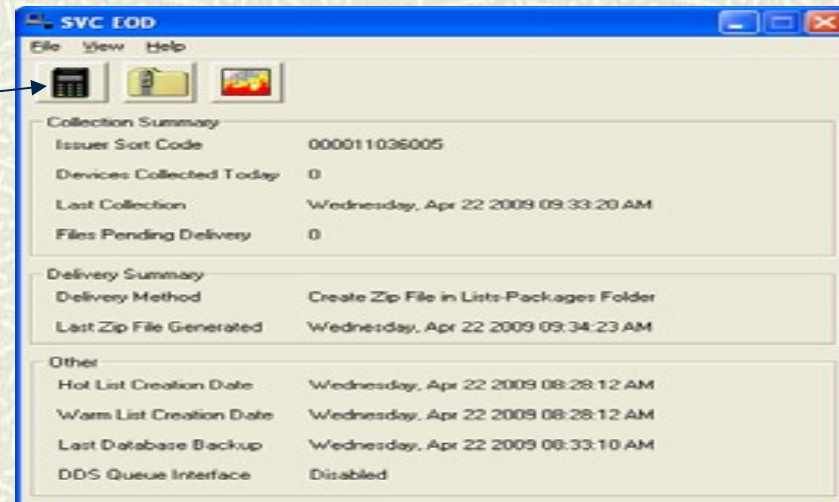 SVC EOD
File View Help
Collection Summary
Issuer Sort Code 000011036005
Devices Collected Today 0
Last Collection Wednesday, Apr 22 2009 09:33:20 AM
Files Pending Delivery 0
Delivery Summary
Delivery Method Create Zip File in Lists-Packages Folder
Last Zip File Generated Wednesday, Apr 22 2009 09:34:23 AM
Other
Hot List Creation Date Wednesday, Apr 22 2009 08:28:12 AM
Warm List Creation Date Wednesday, Apr 22 2009 08:28:12 AM
Last Database Backup Wednesday, Apr 22 2009 08:33:10 AM
DDS Queue Interface Disabled